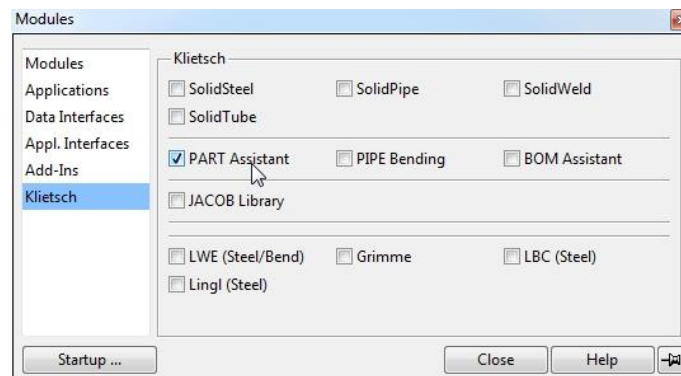 Modules
Modules
Applications
Data Interfaces
Appl. Interfaces
Add-Ins
Klietsch
Klietsch
SolidSteel SolidPipe SolidWeld
SolidTube
PART Assistant PIPE Bending BOM Assistant
JACOB Library
LWE (Steel/Bend) Grimme LBC (Steel)
Lingl (Steel)
Startup ... Close Help